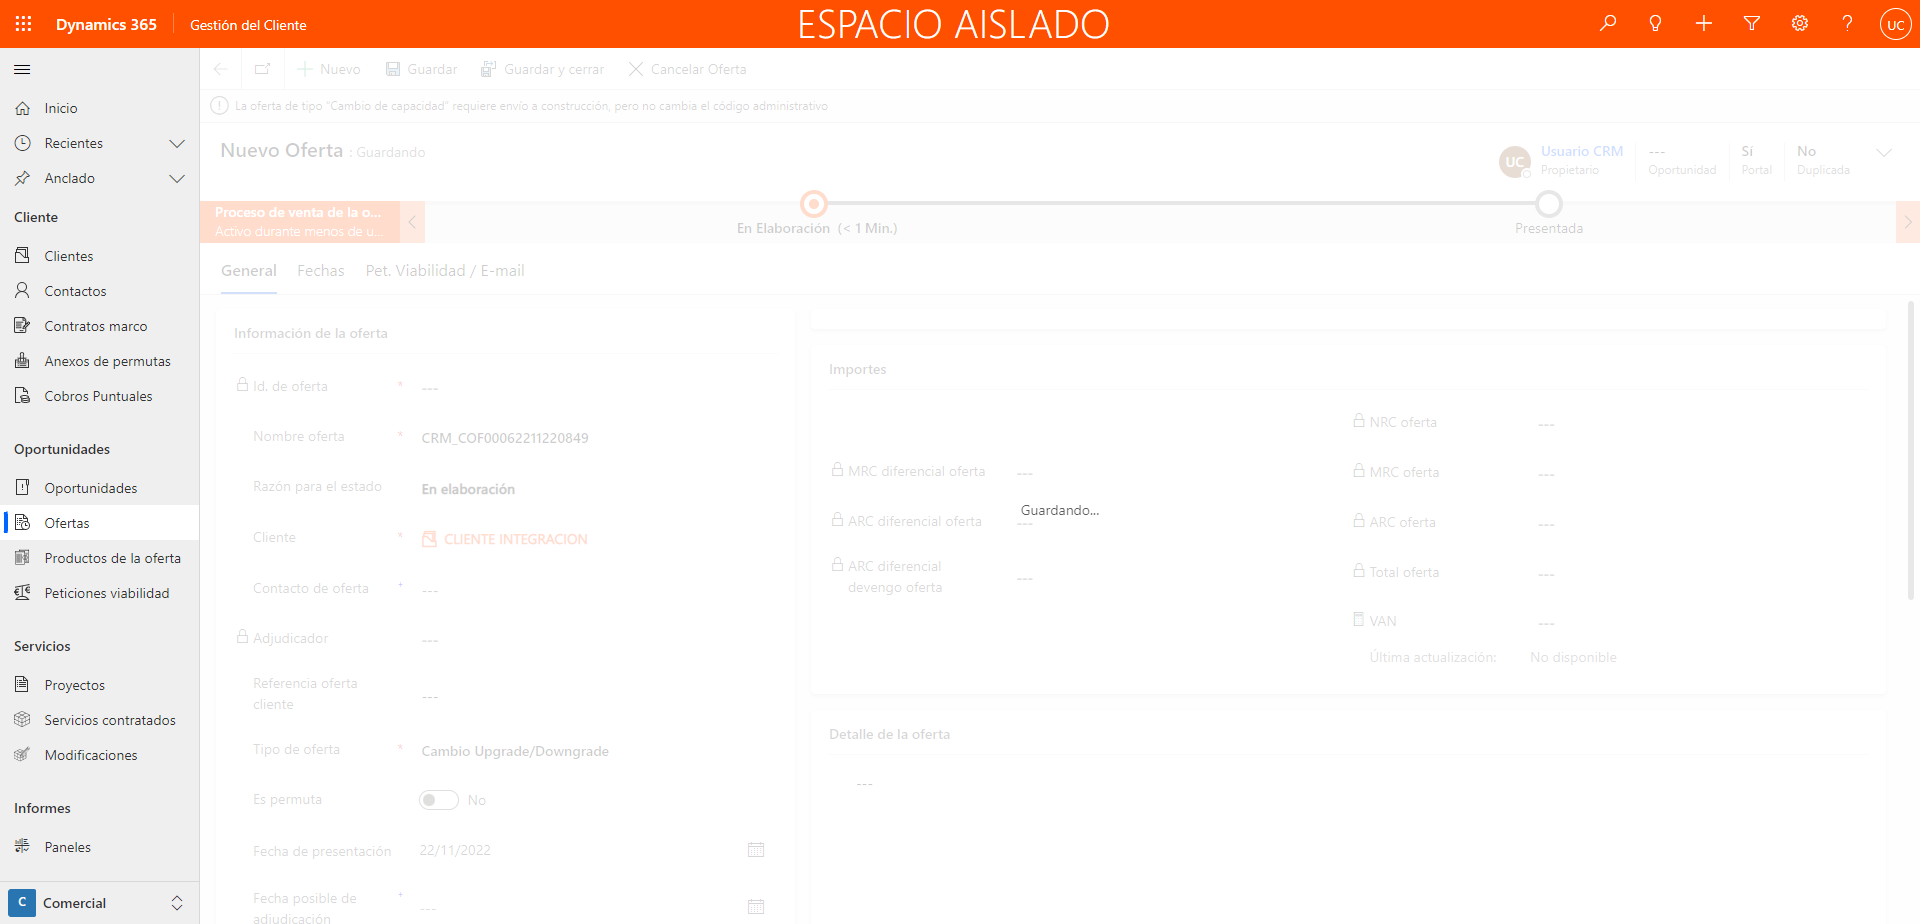 Dynamics 365
Gestión del Cliente
ESPACIO AISLADO
UC
Inicio
Recientes
Anclado
Cliente
Clientes
Contactos
Contratos marco
Anexos de permutas
Cobros Puntuales
Oportunidades
Oportunidades
Ofertas
Productos de la oferta
Peticiones viabilidad
Servicios
Proyectos
Servicios contratados
Modificaciones
Informes
Paneles
C Comercial
Nuevo
Guardar
Guardar y cerrar
Cancelar Oferta
La oferta de tipo "Cambio de capacidad" requiere envío a construcción, pero no cambia el código administrativo
Nuevo Oferta : Guardando
UC
Usuario CRM
Propietario
---
Oportunidad
Sí
Portal
No
Duplicada
Proceso de venta de la o...
Activo durante menos de u...
En Elaboración (< 1 Min.)
Presentada
General
Fechas
Pet. Viabilidad / E-mail
Información de la oferta
Id. de oferta * ---
Nombre oferta * CRM_COF00062211220849
Razón para el estado En elaboración
Cliente * CLIENTE INTEGRACION
Contacto de oferta + ---
Adjudicador ---
Referencia oferta
cliente ---
Tipo de oferta * Cambio Upgrade/Downgrade
Es permuta No
Fecha de presentación 22/11/2022
Fecha posible de + ---
adjudicación
Importes
MRC diferencial oferta ---
ARC diferencial oferta ---
ARC diferencial
devengo oferta ---
Guardando...
NRC oferta ---
MRC oferta ---
ARC oferta ---
Total oferta ---
VAN ---
Última actualización: No disponible
Detalle de la oferta
---